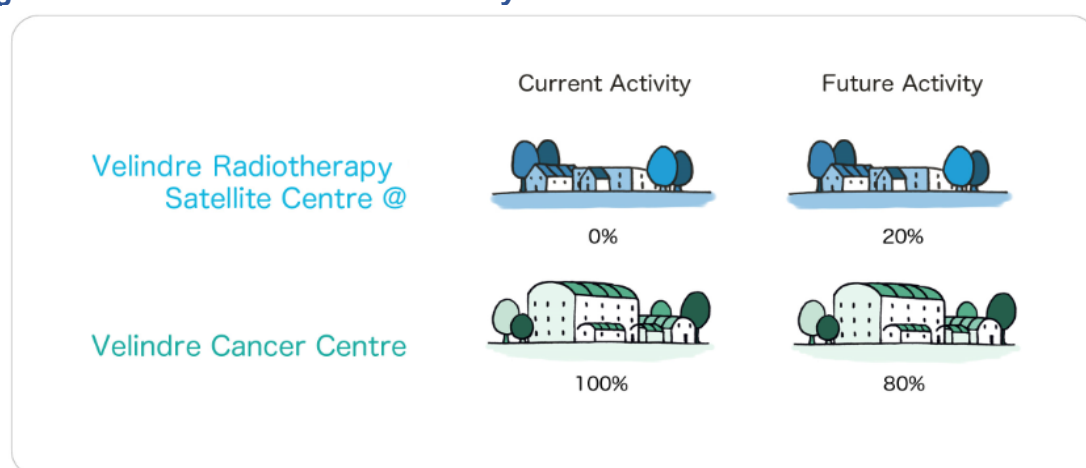 Current Activity Future Activity
Velindre Radiotherapy
Satellite Centre @
0% 20%
Velindre Cancer Centre
100% 80%